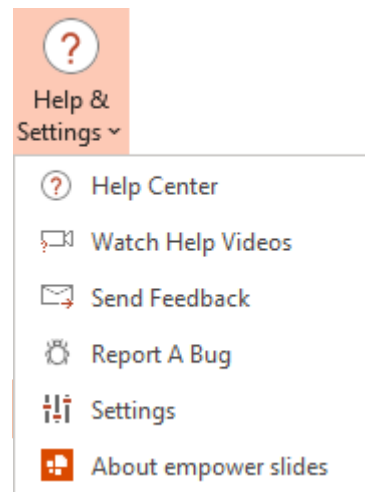 Help &
Settings
Help Center
Watch Help Videos
Send Feedback
Report A Bug
Settings
About empower slides